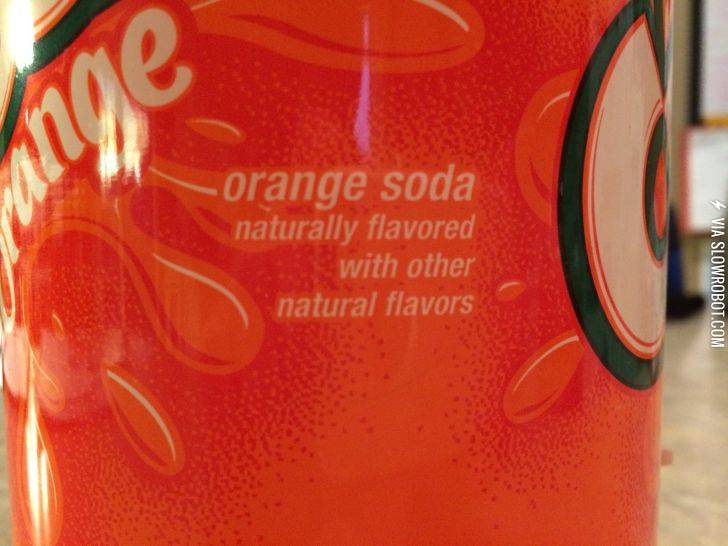 orange
orange soda
naturally flavored
with other
natural flavors
VIA SLOWROBOT.COM